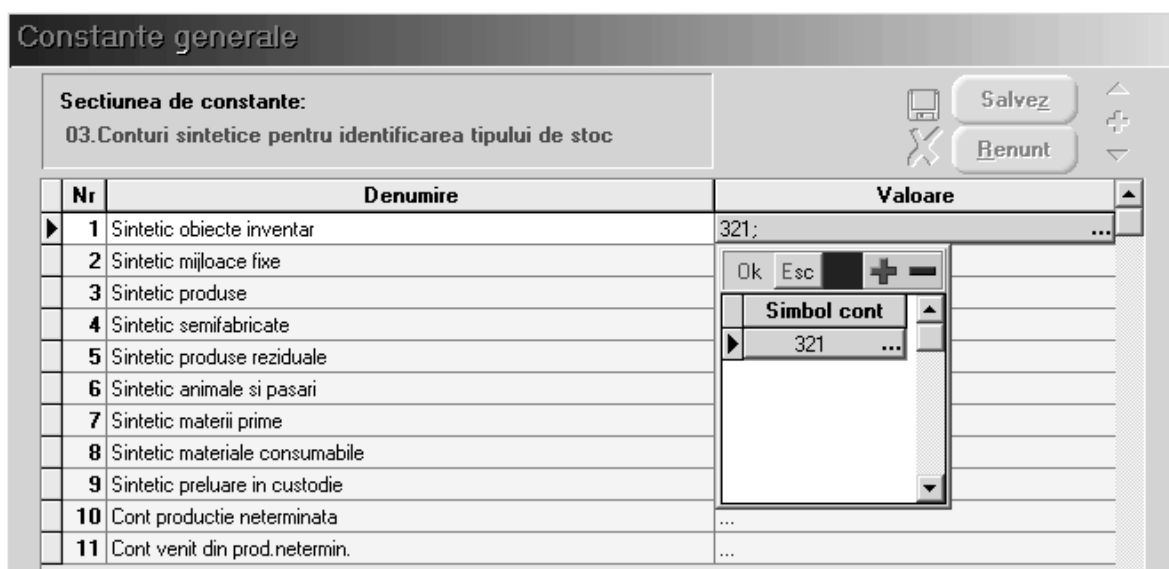 Constante generale
Sectiunea de constante:
03.Conturi sintetice pentru identificarea tipului de stoc
Salvez
Renunt
Nr Denumire Valoare
1 Sintetic obiecte inventar 321; ...
2 Sintetic mijloace fixe
3 Sintetic produse
4 Sintetic semifabricate
5 Sintetic produse reziduale
6 Sintetic animale si pasari
7 Sintetic materii prime
8 Sintetic materiale consumabile
9 Sintetic preluare in custodie
10 Cont productie neterminata ...
11 Cont venit din prod.netermin. ...
Ok Esc
Simbol cont
321 ...